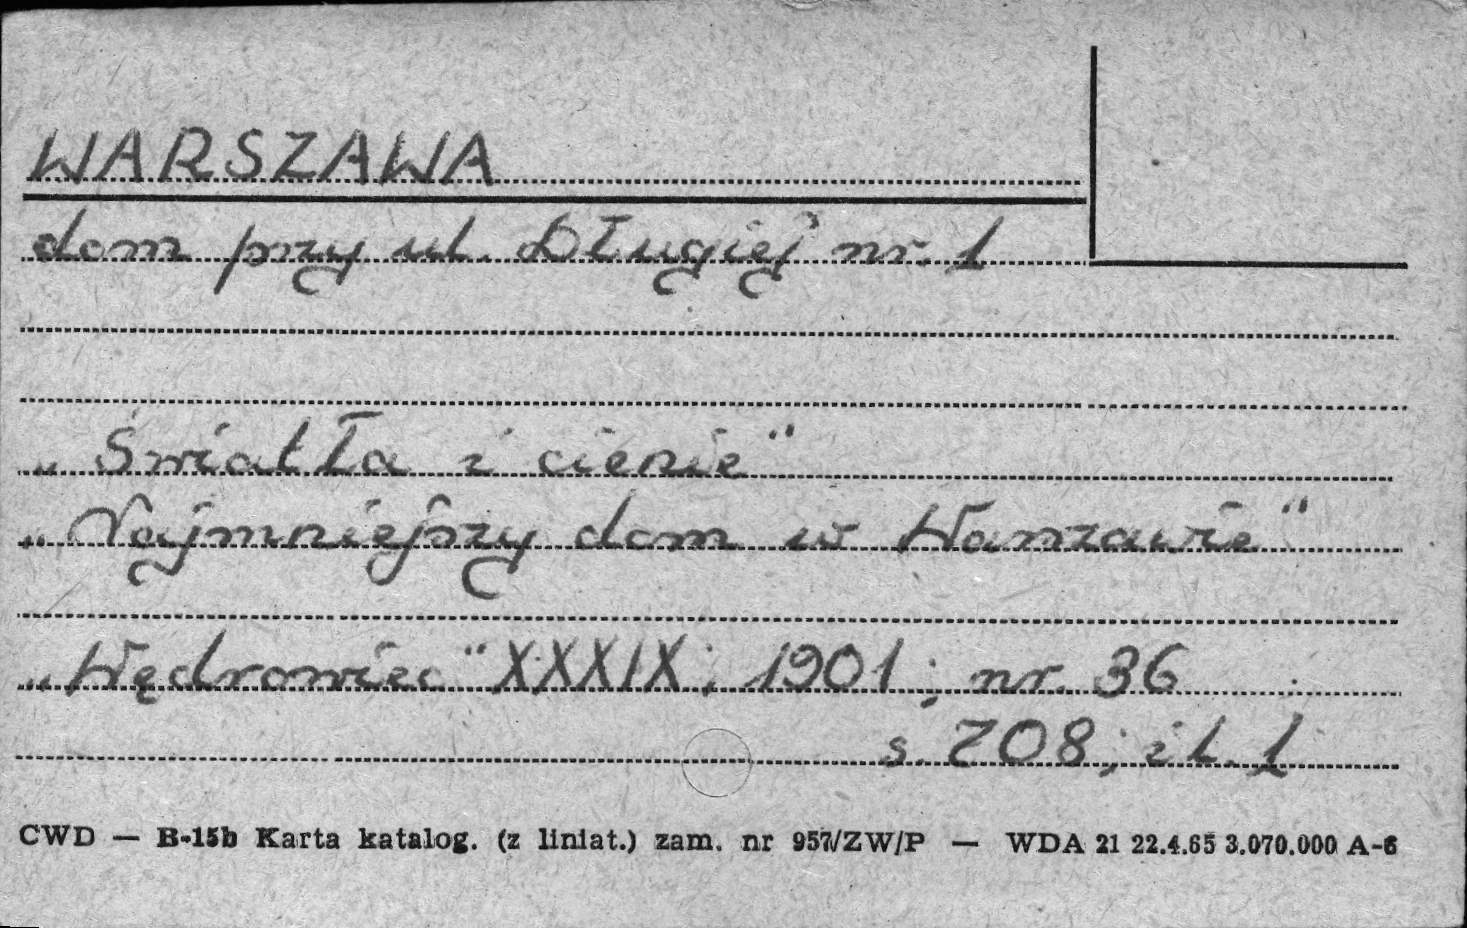 WARSZAWA
dom przy ul. Długiej nr. 1
„Światła i cienie"
„Najmniejszy dom w Warszawie"
„Wędrowiec" XXXIX; 1901; nr. 36
s. 708; il. 1
CWD — B-15b Karta katalog. (z liniat.) zam. nr 957/ZW/P — WDA 21 22.4.65 3.070.000 A-6